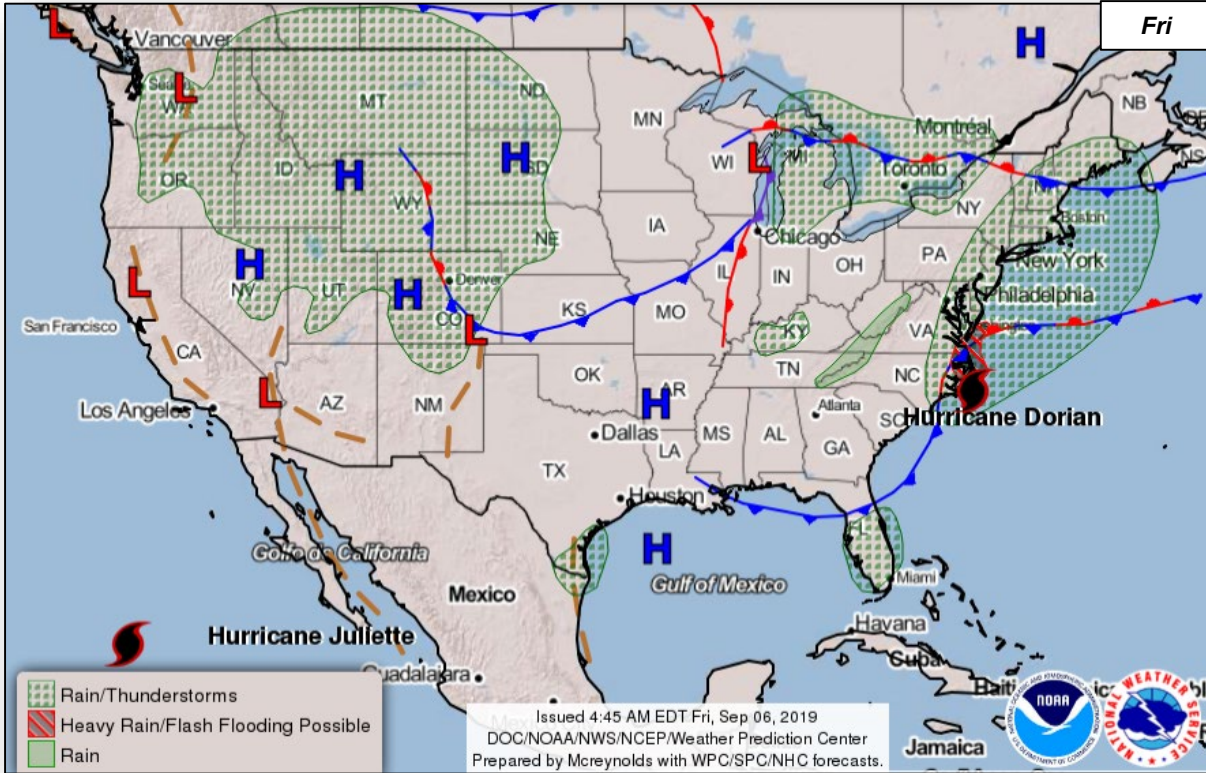 Fri
L
H
Vancouver
NB
Seattle
WA
L
MT
ND
MN
Montréal
NS
L
WI
MI
Toronto
OR
ID
H
H
SD
WY
NY
NH
Boston
IA
Chicago
NE
PA
New York
L
NV
H
UT
H
Denver
IL
IN
OH
Philadelphia
CO
L
KS
MO
KY
VA
San Francisco
CA
TN
NC
L
AZ
NM
OK
AR
H
Los Angeles
Atlanta
SC
Hurricane Dorian
Dallas
MS
AL
GA
LA
TX
Houston
FL
Golfo de California
H
Gulf of Mexico
Miami
Mexico
Havana
Hurricane Juliette
Cuba
Guadalajara
Haiti
Jamaica
Rain/Thunderstorms
Heavy Rain/Flash Flooding Possible
Rain
Issued 4:45 AM EDT Fri, Sep 06, 2019
DOC/NOAA/NWS/NCEP/Weather Prediction Center
Prepared by Mcreynolds with WPC/SPC/NHC forecasts.
NOAA
NATIONAL WEATHER SERVICE